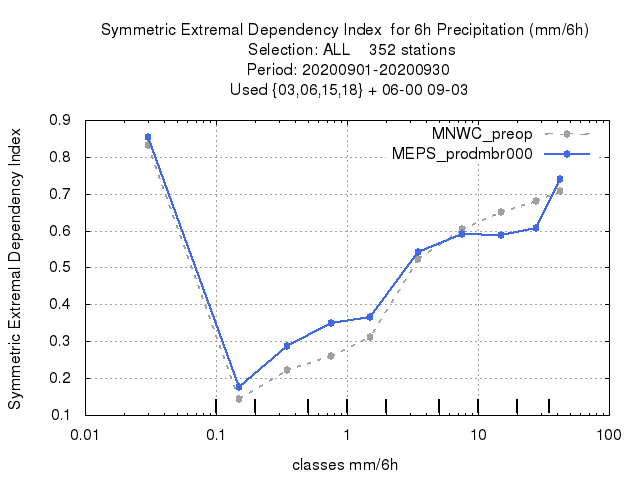 Symmetric Extremal Dependency Index  for 6h Precipitation (mm/6h)
Selection: ALL    352 stations
Period: 20200901-20200930
Used {03,06,15,18} + 06-00 09-03
MNWC_preop
MEPS_prodmbr000
Symmetric Extremal Dependency Index
0.9
0.8
0.7
0.6
0.5
0.4
0.3
0.2
0.1
0.01 0.1 1 10 100
classes mm/6h